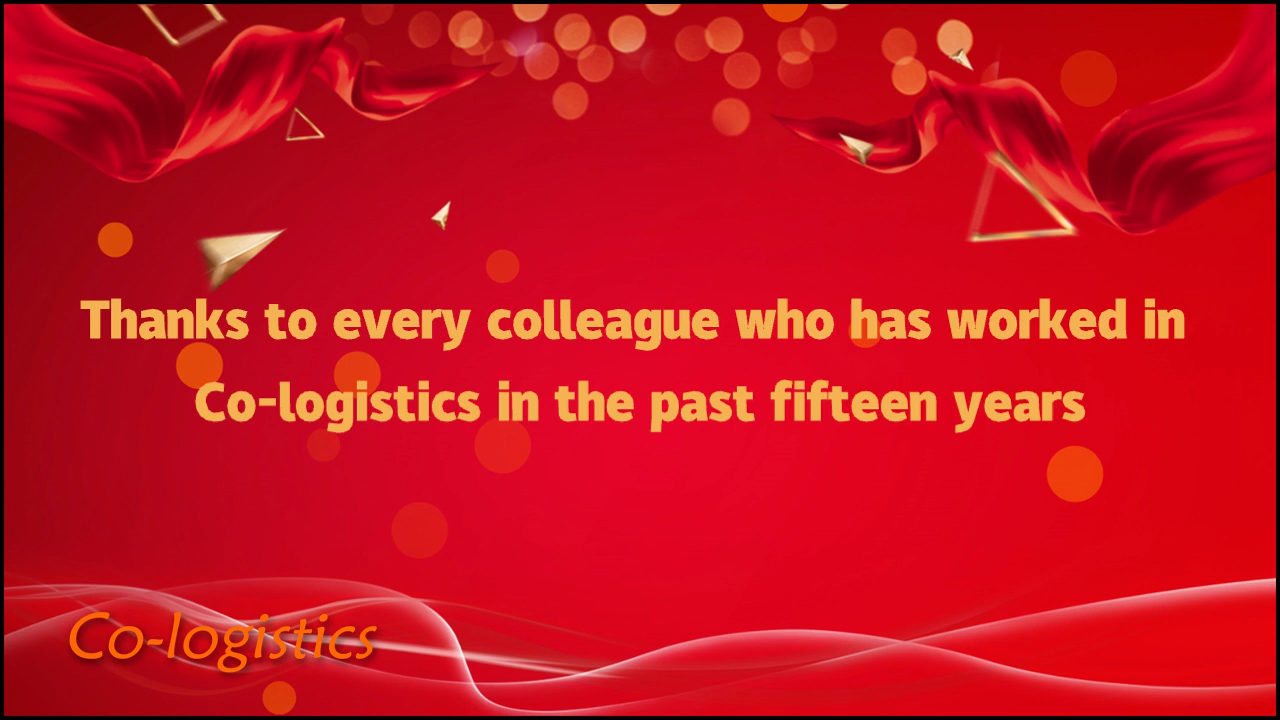 Thanks to every colleague who has worked in
Co-logistics in the past fifteen years
Co-logistics